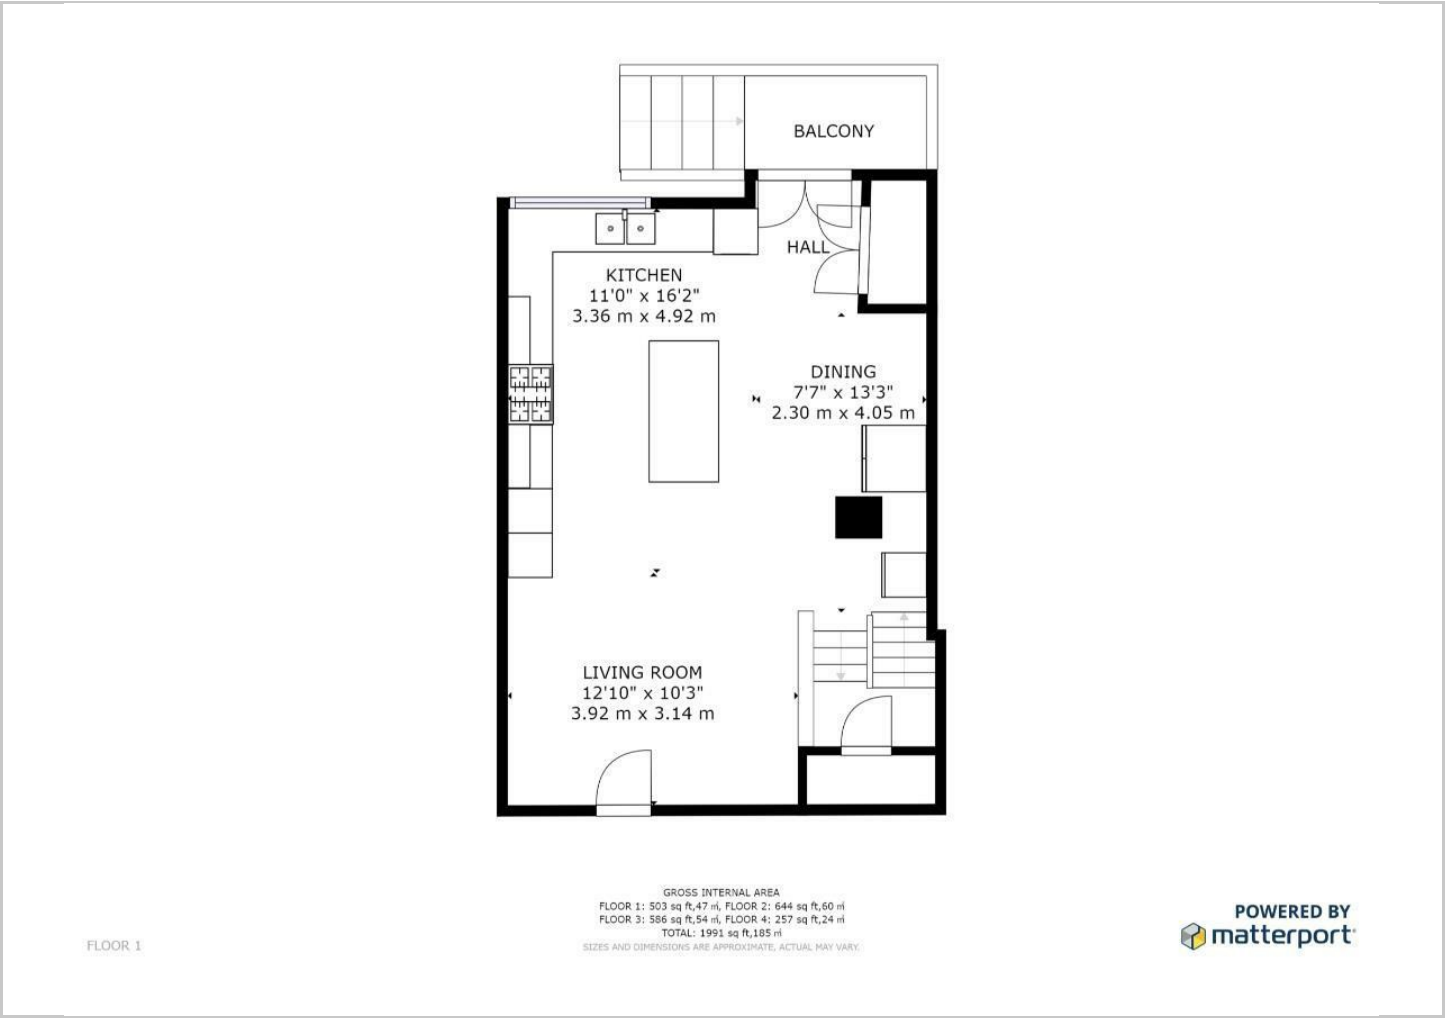 BALCONY
HALL
KITCHEN
11'0" x 16'2"
3.36 m x 4.92 m
DINING
7'7" x 13'3"
2.30 m x 4.05 m
LIVING ROOM
12'10" x 10'3"
3.92 m x 3.14 m
GROSS INTERNAL AREA
FLOOR 1: 503 sq ft,47 ㎡, FLOOR 2: 644 sq ft,60 ㎡
FLOOR 3: 586 sq ft,54 ㎡, FLOOR 4: 257 sq ft,24 ㎡
TOTAL: 1991 sq ft,185 ㎡
SIZES AND DIMENSIONS ARE APPROXIMATE, ACTUAL MAY VARY.
FLOOR 1
POWERED BY
matterport